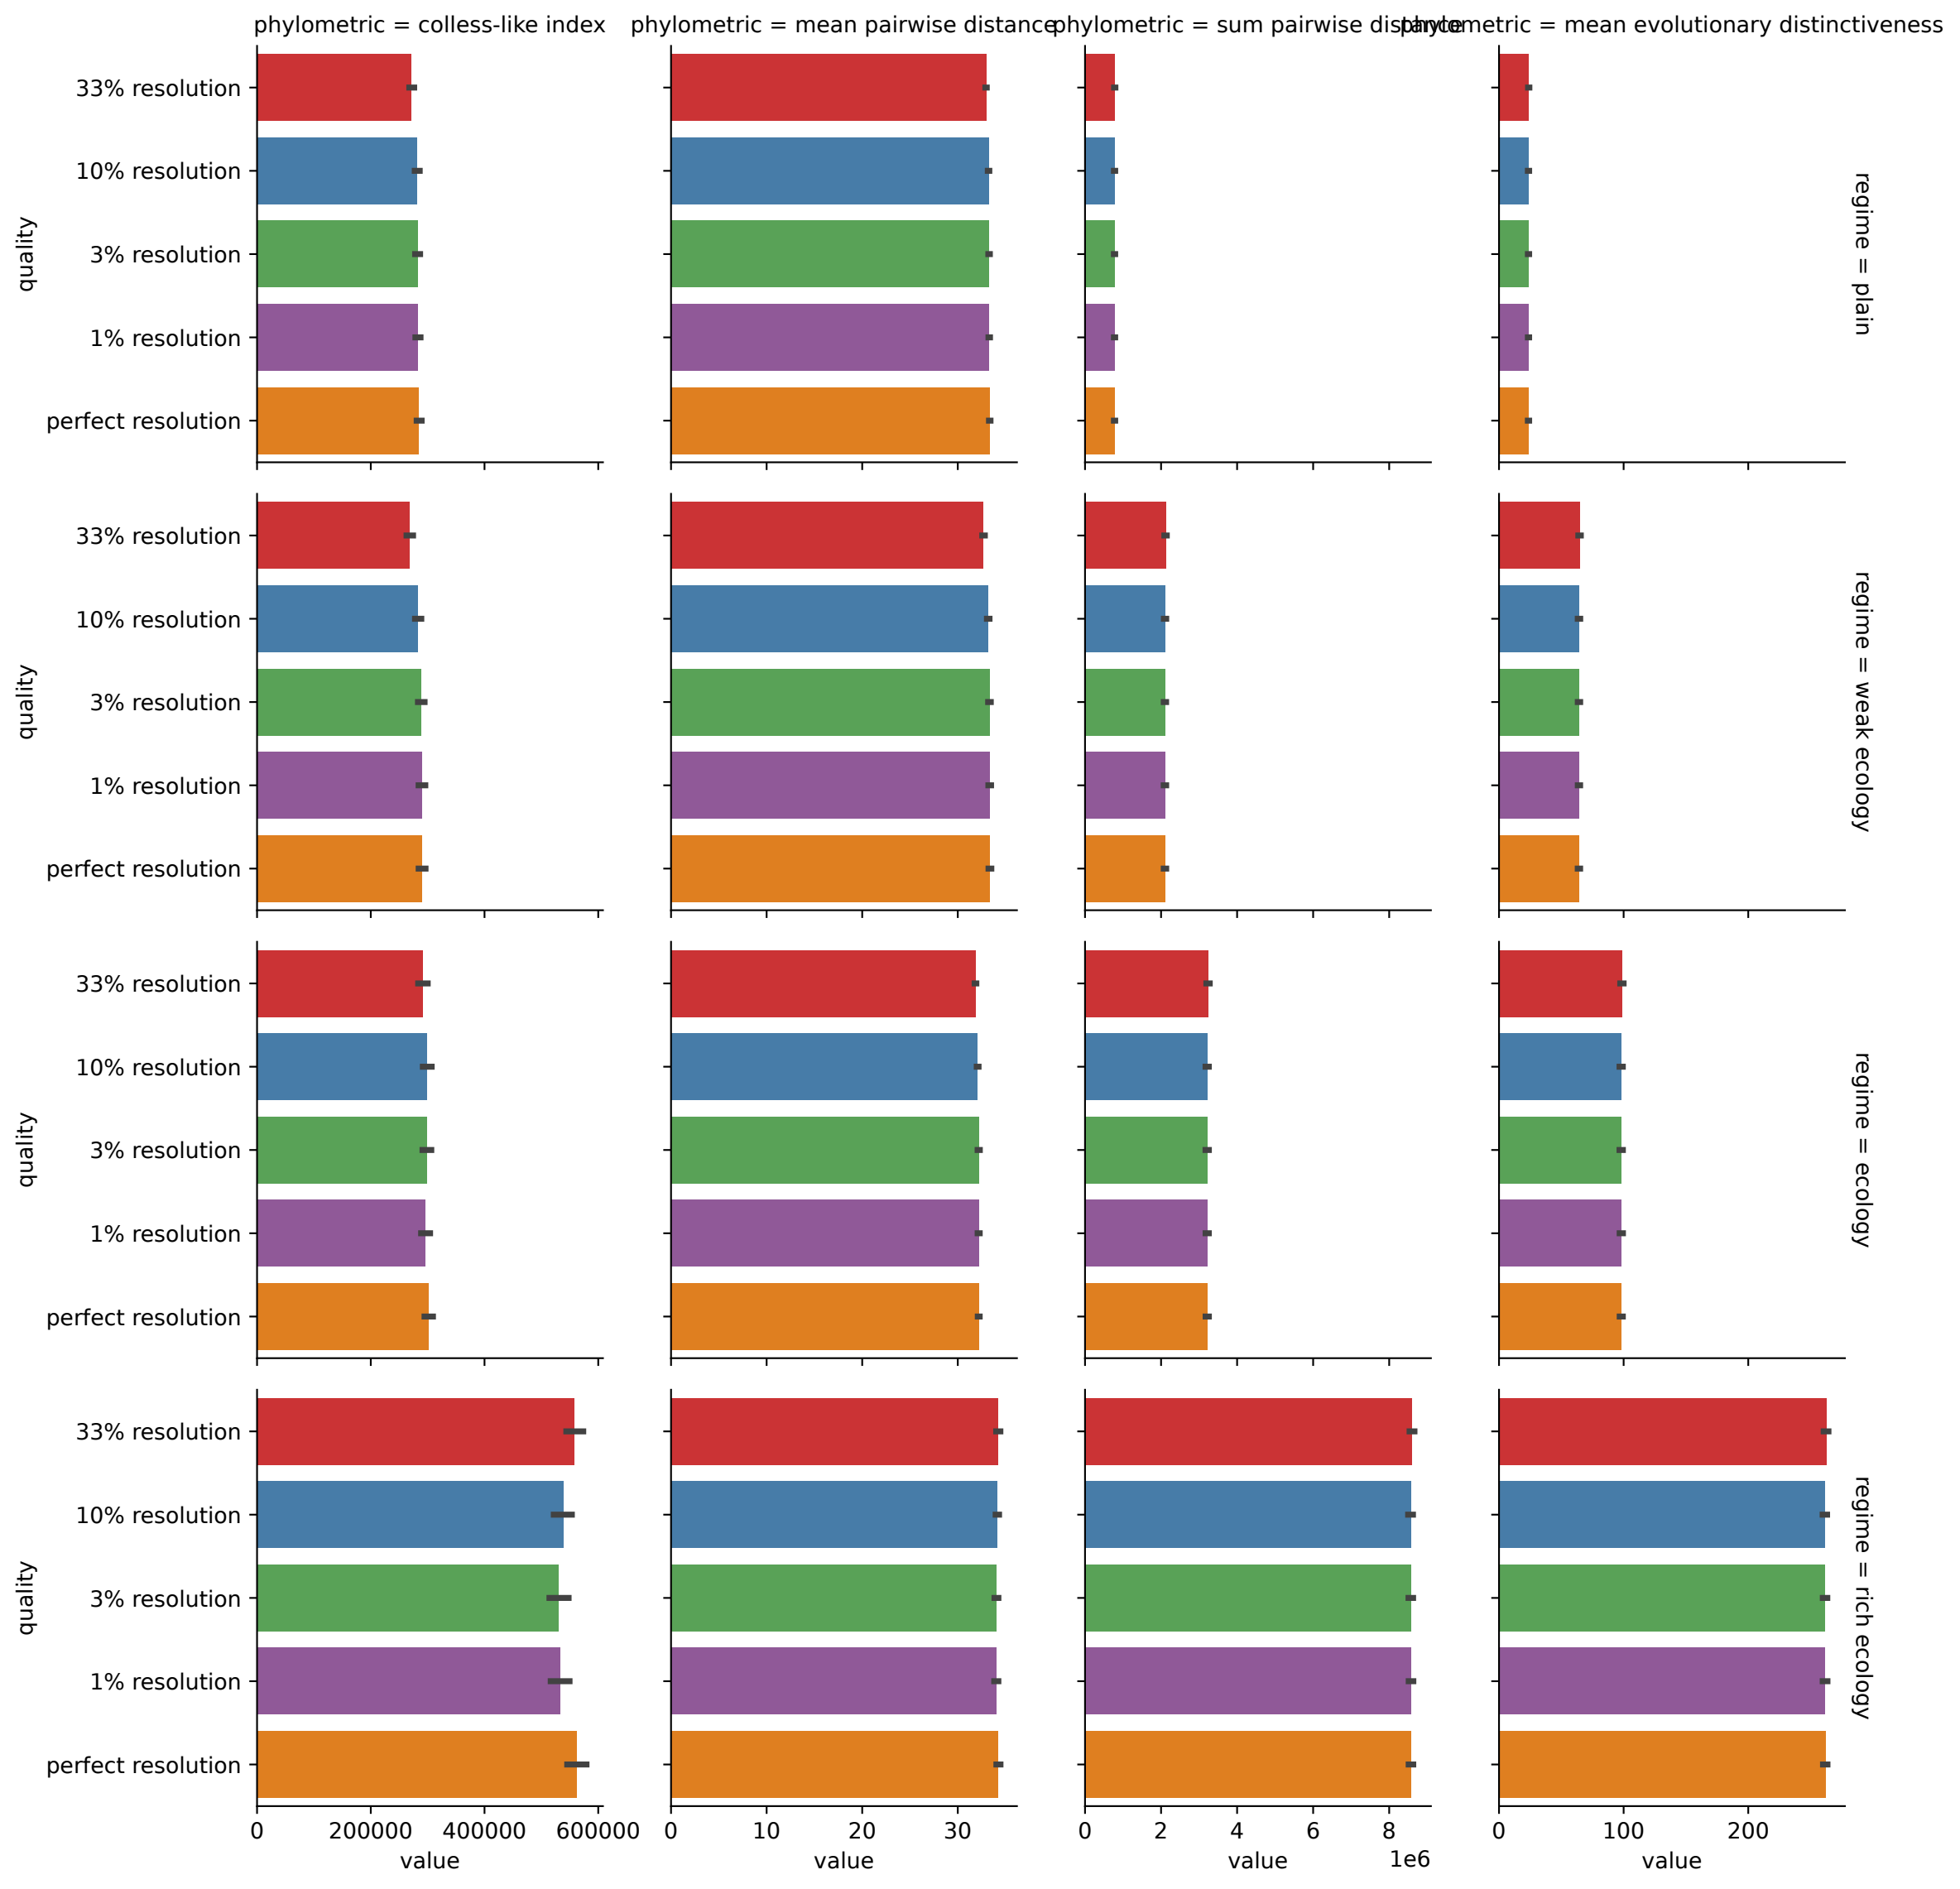 phylometric = colless-like index
phylometric = mean pairwise distance
phylometric = sum pairwise distance
phylometric = mean evolutionary distinctiveness
quality
33% resolution
10% resolution
3% resolution
1% resolution
perfect resolution
regime = plain
quality
33% resolution
10% resolution
3% resolution
1% resolution
perfect resolution
regime = weak ecology
quality
33% resolution
10% resolution
3% resolution
1% resolution
perfect resolution
regime = ecology
quality
33% resolution
10% resolution
3% resolution
1% resolution
perfect resolution
regime = rich ecology
0 200000 400000 600000
0 10 20 30
0 2 4 6 8
0 100 200
1e6
value
value
value
value